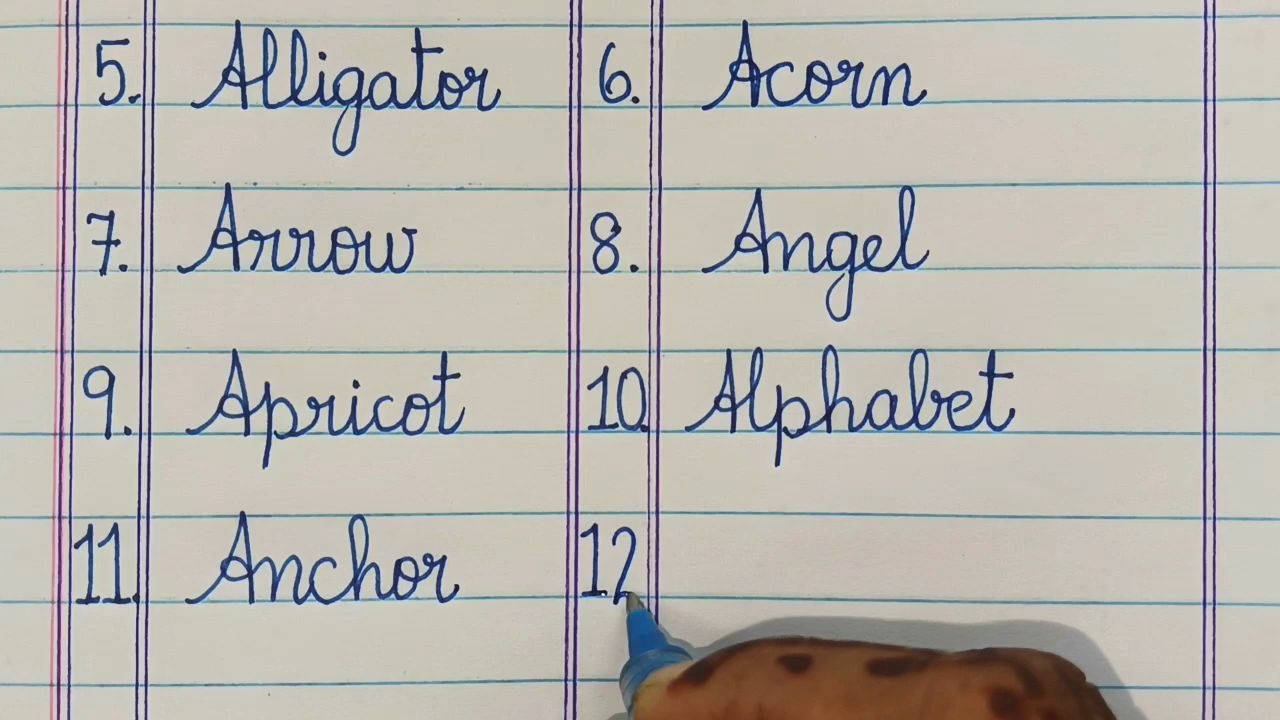 5. Alligator 6. Acorn
7. Arrow 8. Angel
9. Apricot 10. Alphabet
11. Anchor 12